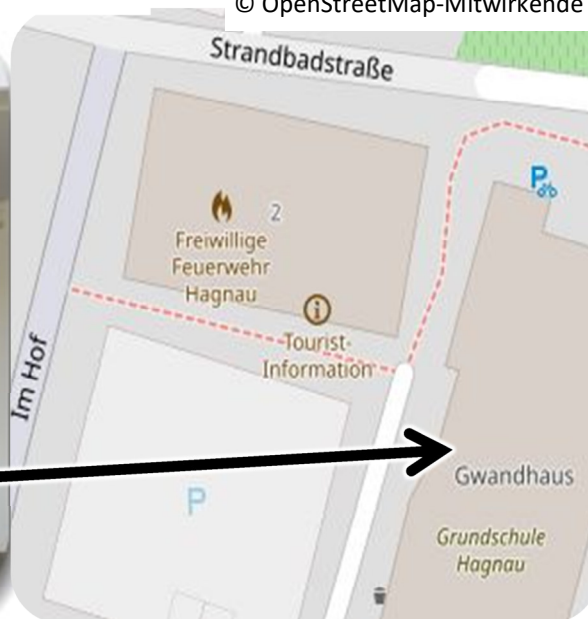 © OpenStreetMap-Mitwirkende
Strandbadstraße
P
2
Freiwillige
Feuerwehr
Hagnau
i
Tourist-
Information
Im Hof
P
Gwandhaus
Grundschule
Hagnau